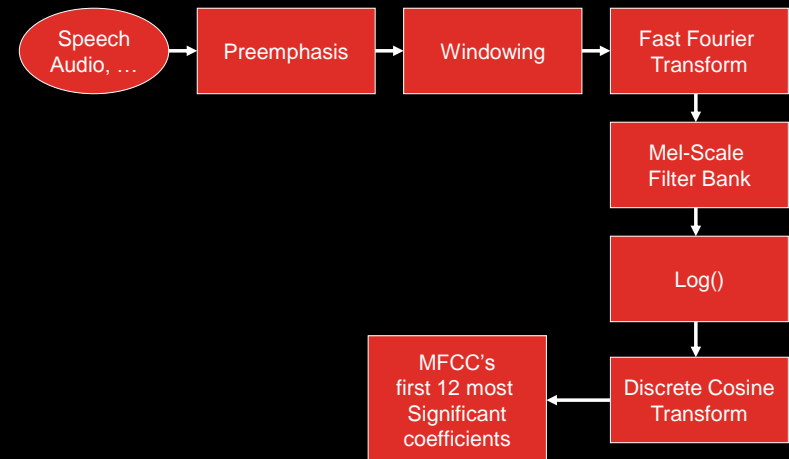 Speech
Audio, …
Preemphasis
Windowing
Fast Fourier
Transform
Mel-Scale
Filter Bank
Log()
Discrete Cosine
Transform
MFCC's
first 12 most
Significant
coefficients